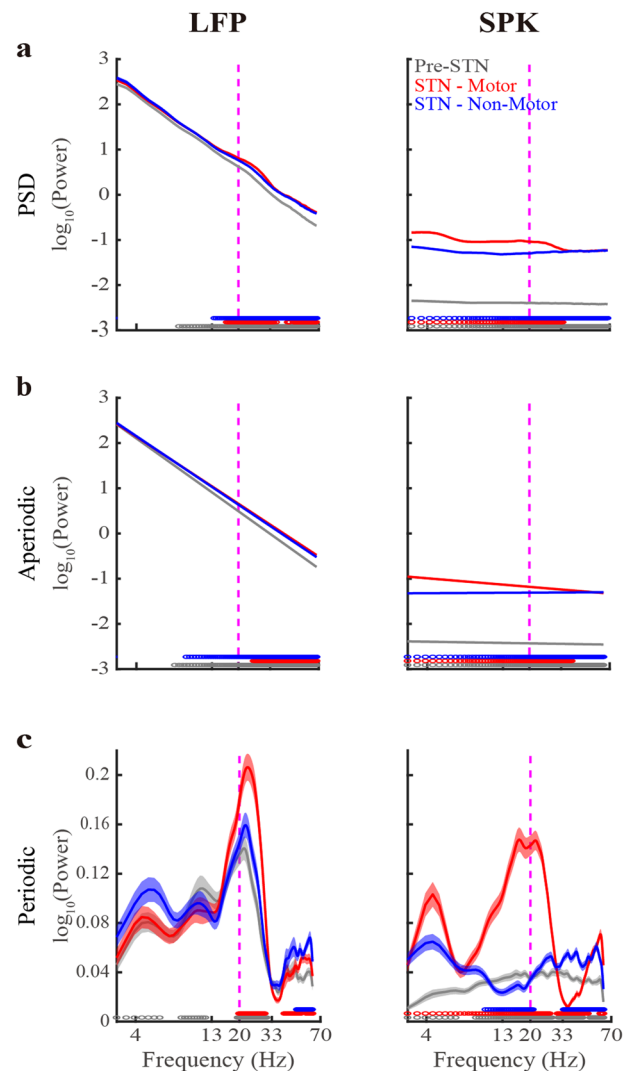 LFP
SPK
a
PSD
log10(Power)
3
2
1
0
-1
-2
-3
Pre-STN
STN - Motor
STN - Non-Motor
b
Aperiodic
log10(Power)
3
2
1
0
-1
-2
-3
c
Periodic
log10(Power)
0.2
0.16
0.12
0.08
0.04
0
4 13 20 33 70
4 13 20 33 70
Frequency (Hz)
Frequency (Hz)